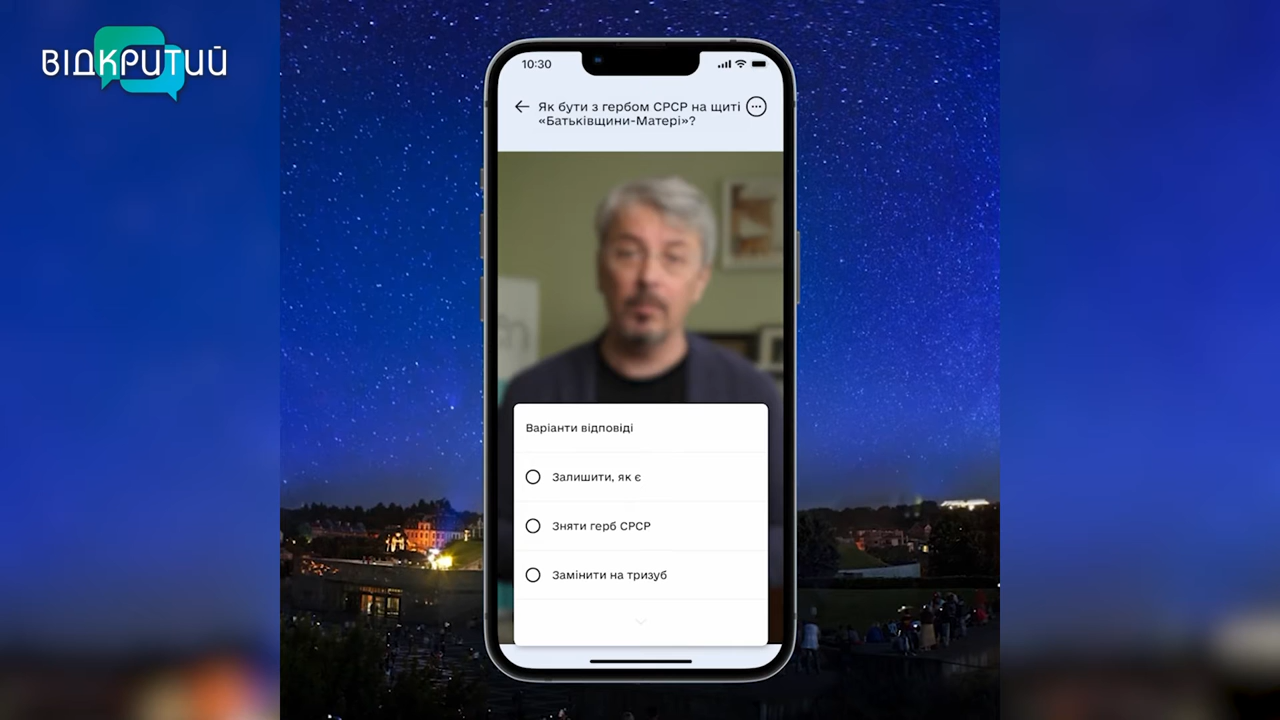 ВІДКРИТИЙ
10:30
Як бути з гербом СРСР на щиті
«Батьківщини-Матері»?
Варіанти відповіді
Залишити, як є
Зняти герб СРСР
Замінити на тризуб